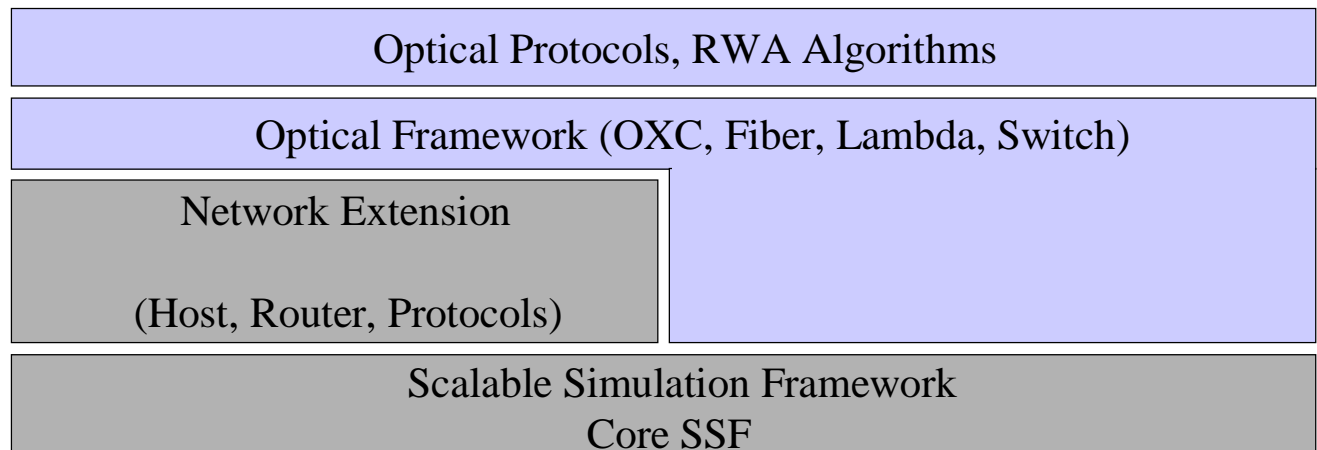 Optical Protocols, RWA Algorithms
Optical Framework (OXC, Fiber, Lambda, Switch)
Network Extension
(Host, Router, Protocols)
Scalable Simulation Framework
Core SSF